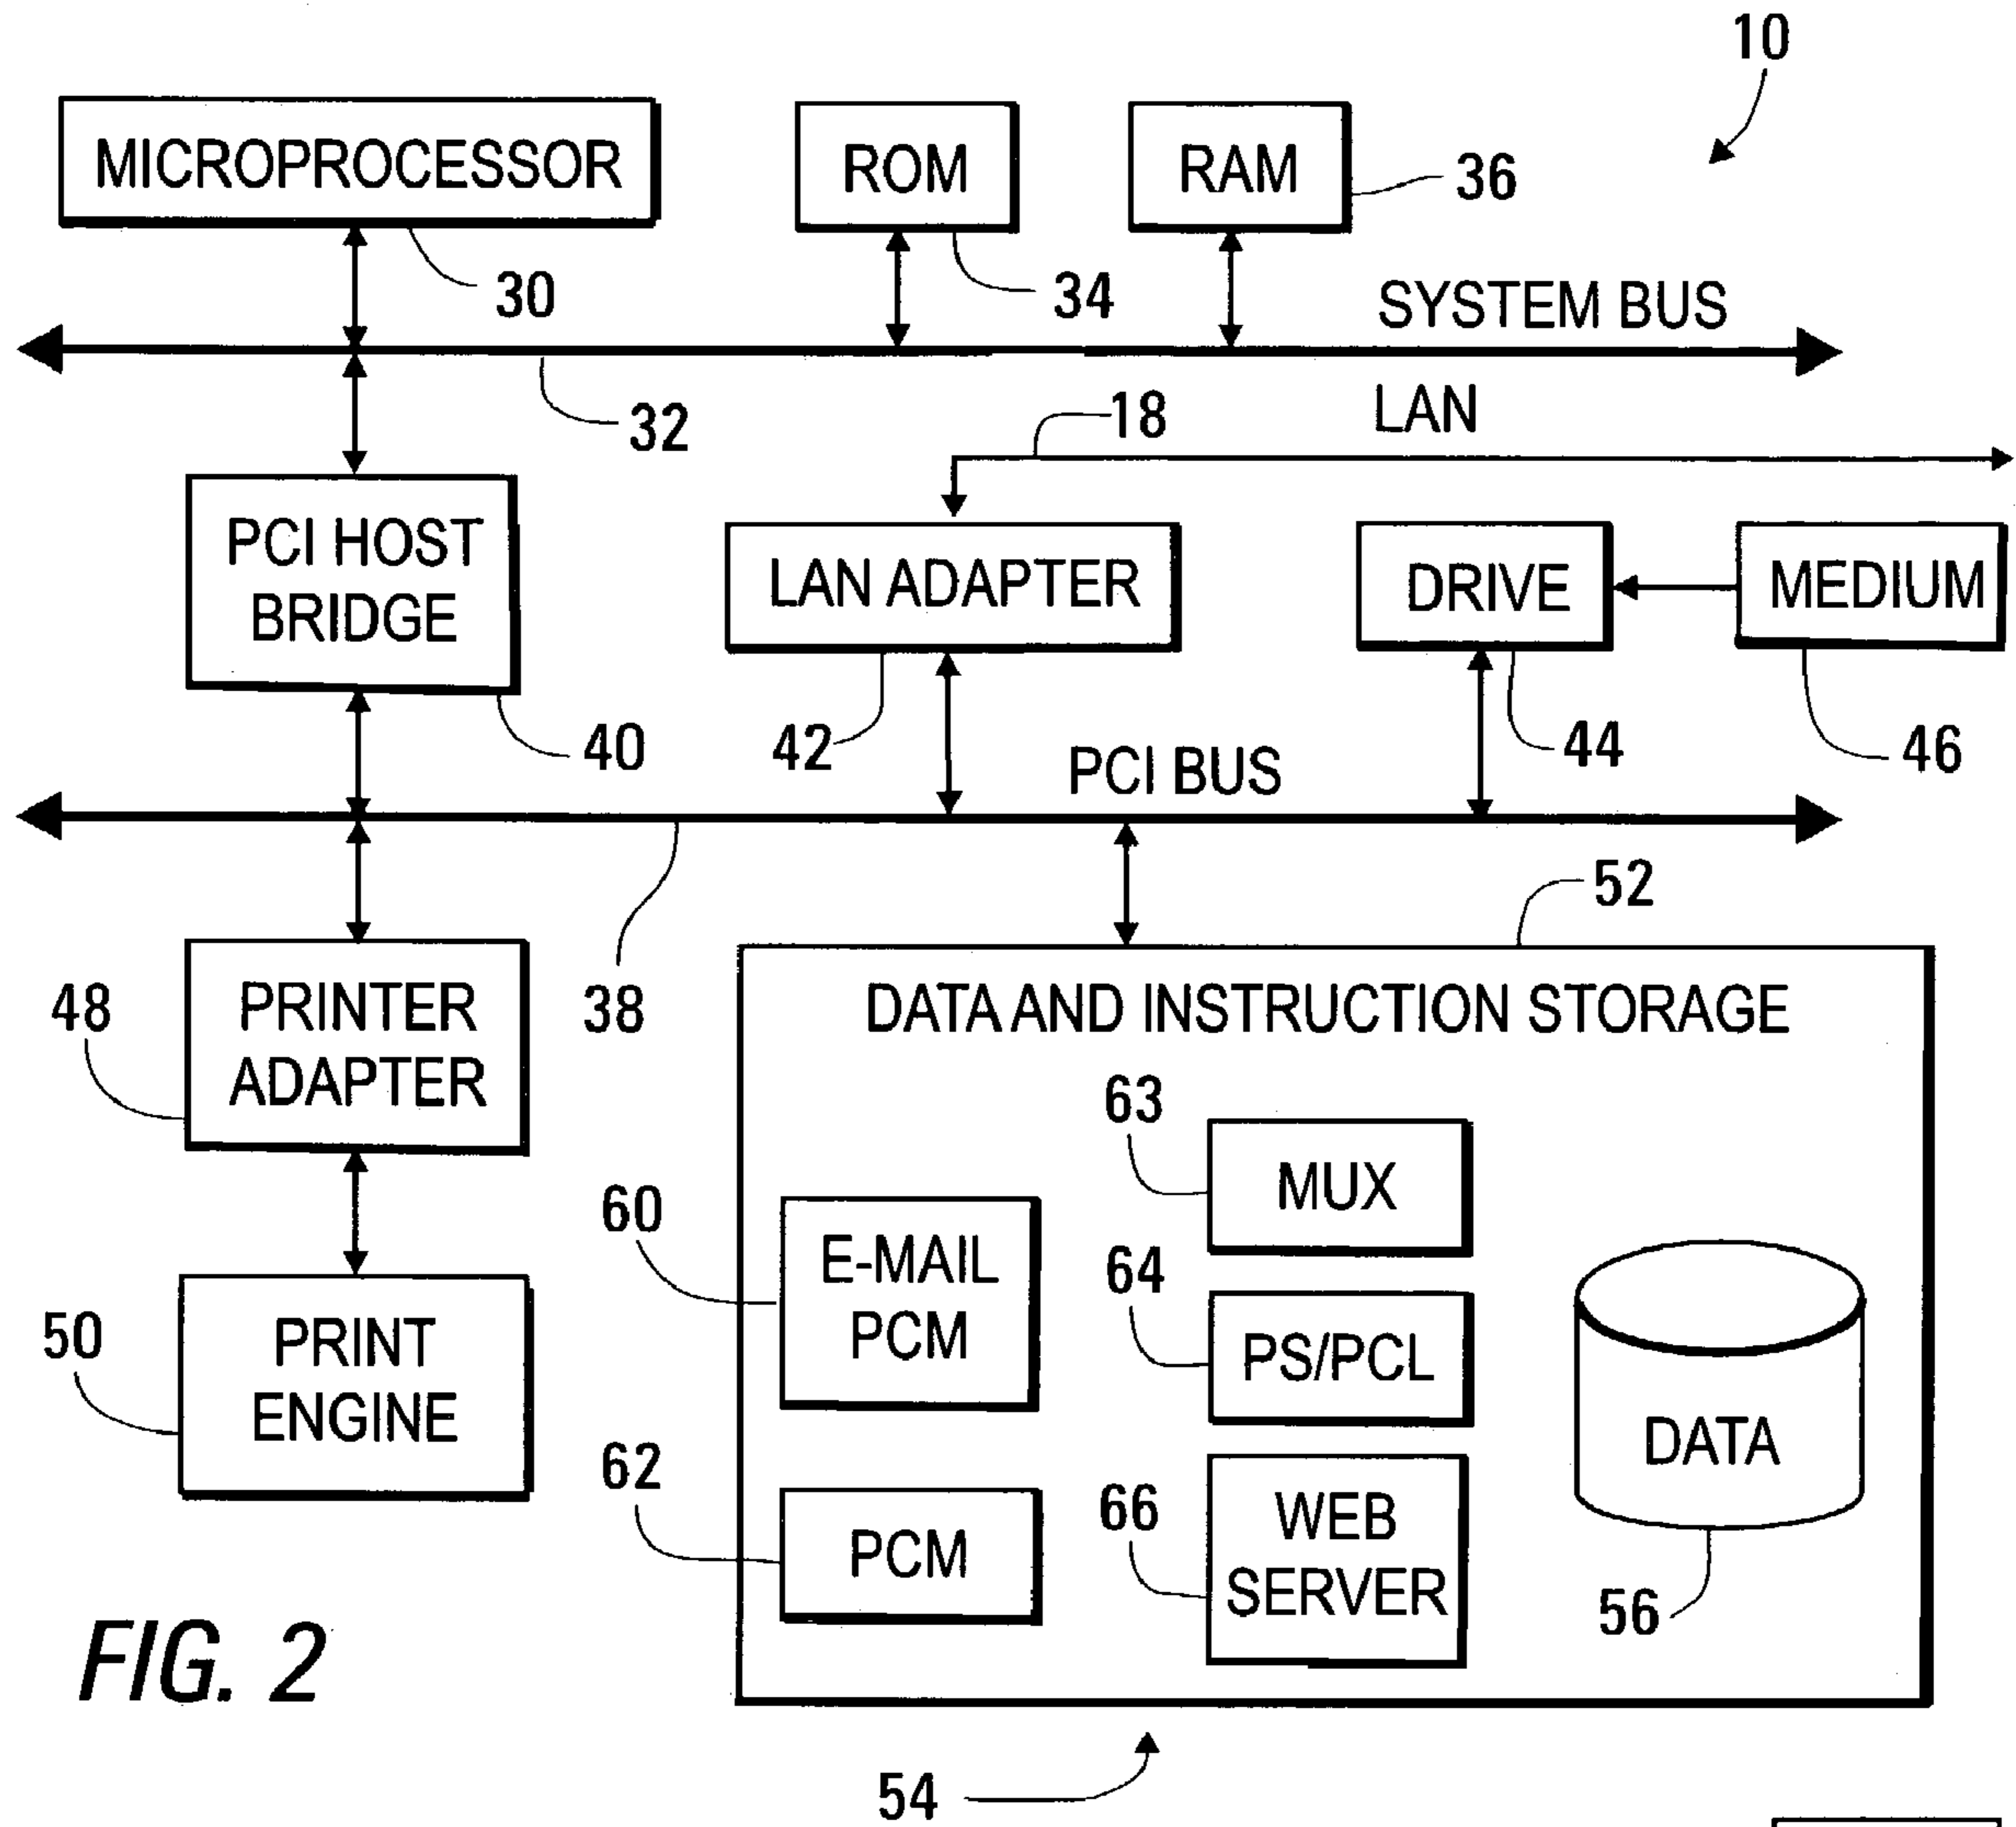 10
MICROPROCESSOR
ROM
RAM
36
30
34
SYSTEM BUS
32
18
LAN
PCI HOST
BRIDGE
LAN ADAPTER
DRIVE
MEDIUM
40
42
PCI BUS
44
46
52
48
PRINTER
ADAPTER
38
DATA AND INSTRUCTION STORAGE
63
MUX
60
E-MAIL
PCM
64
PS/PCL
50
PRINT
ENGINE
DATA
62
PCM
66
WEB
SERVER
56
FIG. 2
54